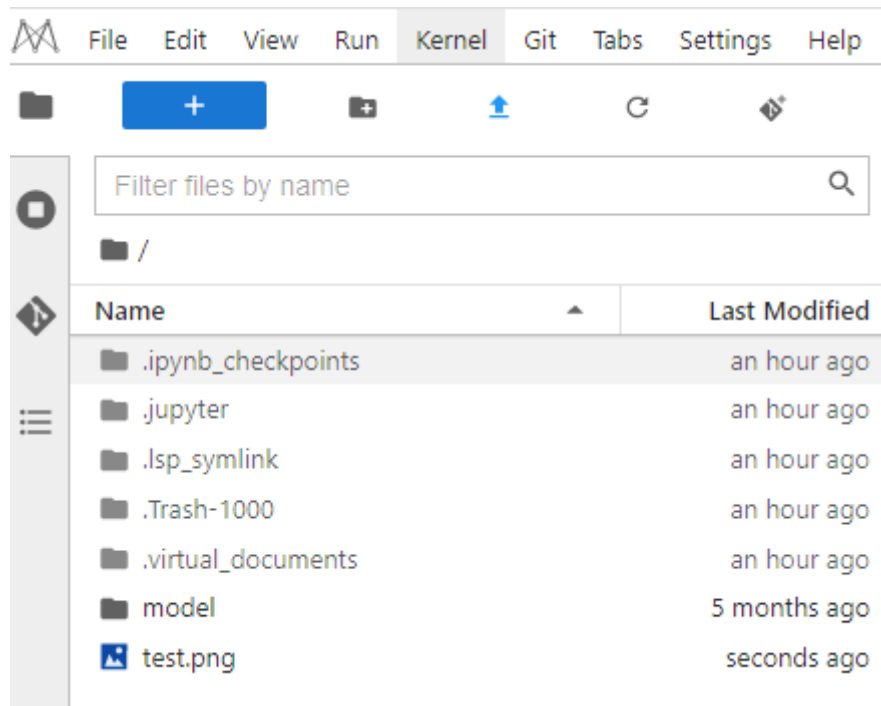 File Edit View Run Kernel Git Tabs Settings Help
+
Filter files by name
/
Name Last Modified
.ipynb_checkpoints an hour ago
.jupyter an hour ago
.lsp_symlink an hour ago
.Trash-1000 an hour ago
.virtual_documents an hour ago
model 5 months ago
test.png seconds ago